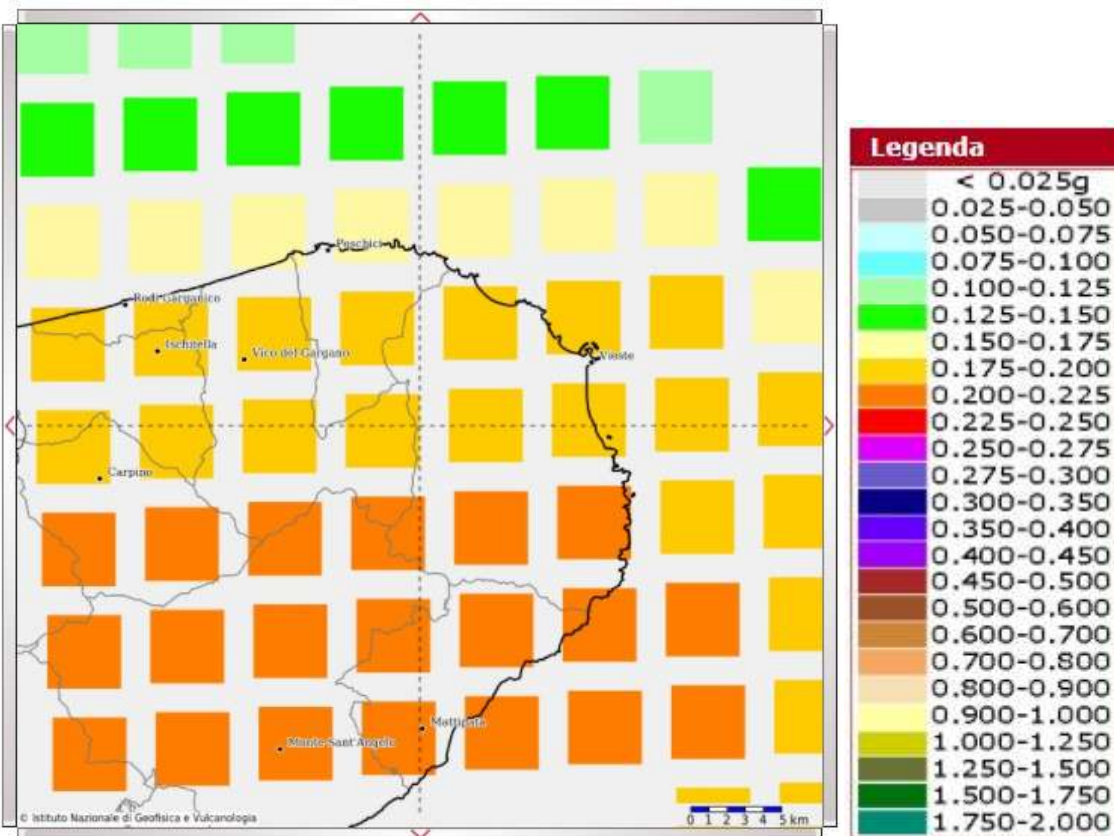 Peschici
Rodi Garganico
Ischitella
Vico del Gargano
Vieste
Carpino
Mattinata
Monte Sant'Angelo
© Istituto Nazionale di Geofisica e Vulcanologia
0 1 2 3 4 5 km
Legenda
< 0.025g
0.025-0.050
0.050-0.075
0.075-0.100
0.100-0.125
0.125-0.150
0.150-0.175
0.175-0.200
0.200-0.225
0.225-0.250
0.250-0.275
0.275-0.300
0.300-0.350
0.350-0.400
0.400-0.450
0.450-0.500
0.500-0.600
0.600-0.700
0.700-0.800
0.800-0.900
0.900-1.000
1.000-1.250
1.250-1.500
1.500-1.750
1.750-2.000